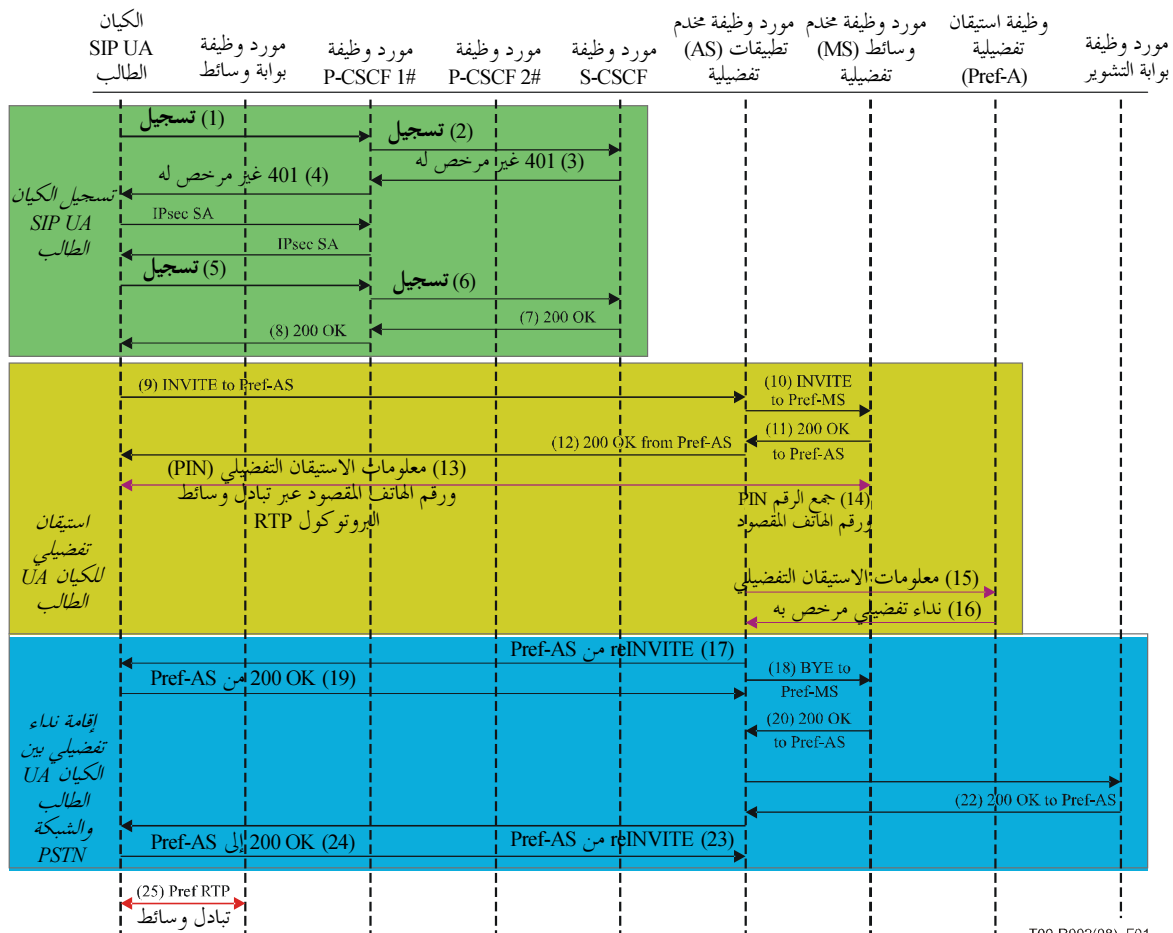 الكيان
SIP UA
الطالب
مورد وظيفة
بوابة وسائط
مورد وظيفة
P-CSCF 1#
مورد وظيفة
P-CSCF 2#
مورد وظيفة
S-CSCF
مورد وظيفة مخدم
تطبيقات (AS)
تفضيلية
مورد وظيفة مخدم
وسائط (MS)
تفضيلية
وظيفة استيقان
تفضيلية
(Pref-A)
مورد وظيفة
بوابة التشوير
تسجيل الكيان
SIP UA
الطالب
(1) تسجيل
(2) تسجيل
(3) 401 غير مرخص له
(4) 401 غير مرخص له
IPsec SA
IPsec SA
(5) تسجيل
(6) تسجيل
(7) 200 OK
(8) 200 OK
استيقان
تفضيلي
للكيان UA
الطالب
(9) INVITE to Pref-AS
(10) INVITE
to Pref-MS
(11) 200 OK
to Pref-AS
(12) 200 OK from Pref-AS
(13) معلومات الاستيقان التفضيلي (PIN)
ورقم الهاتف المقصود عبر تبادل وسائط
البروتوكول RTP
(14) جمع الرقم PIN
ورقم الهاتف المقصود
(15) معلومات الاستيقان التفضيلي
(16) نداء تفضيلي مرخص به
إقامة نداء
تفضيلي بين
الكيان UA
الطالب
والشبكة
PSTN
(17) reINVITE من Pref-AS
(18) BYE to
Pref-MS
(19) 200 OK من Pref-AS
(20) 200 OK
to Pref-AS
(22) 200 OK to Pref-AS
(23) reINVITE من Pref-AS
(24) 200 OK إلى Pref-AS
(25) Pref RTP
تبادل وسائط